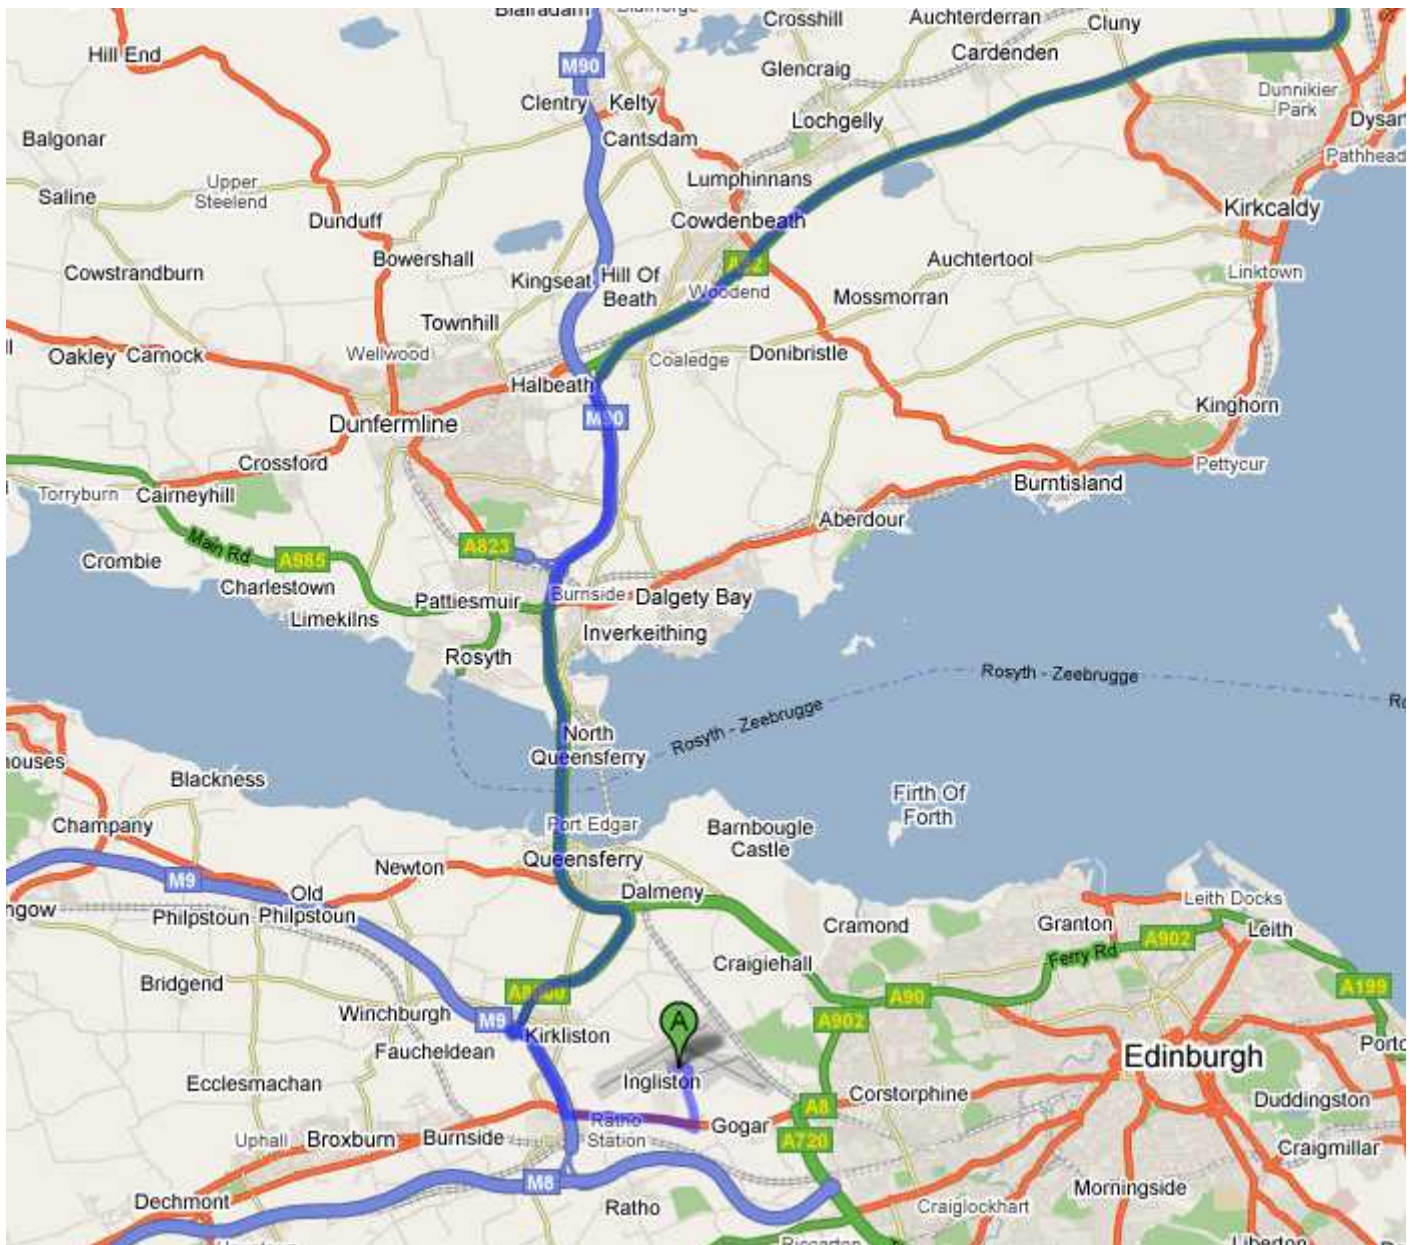 Crosshill
Auchterderran
Cluny
Hill End
M90
Glencraig
Cardenden
Clentry
Kelty
Dunnikier
Park
Lochgelly
Balgonar
Cantsdam
Pathhead
Upper
Steelend
Lumphinnans
Saline
Dunduff
Cowdenbeath
Kirkcaldy
Bowershall
Auchtertool
Cowstrandburn
Kingseat
Hill Of
Beath
Woodend
Linktown
Mossmorran
Townhill
Oakley
Carnock
Wellwood
Coaledge
Donibristle
Halbeath
M90
Kinghorn
Dunfermline
Crossford
Pettycur
Torryburn
Cairneyhill
Burntisland
Aberdour
Main Rd
A985
A823
Crombie
Charlestown
Pattiesmuir
Burnside
Dalgety Bay
Limekilns
Inverkeithing
Rosyth
Rosyth - Zeebrugge
Rosyth - Zeebrugge
North
Queensferry
Blackness
Firth Of
Forth
Champany
Port Edgar
Barnbougle
Castle
Queensferry
Newton
M9
Old
Philpstoun
Philpstoun
Dalmeny
Leith Docks
Cramond
Granton
Leith
A902
Ferry Rd
Craigiehall
Bridgend
A90
A199
Winchburgh
M9
Kirkliston
A
A902
Faucheldean
Edinburgh
Ecclesmachan
Ingliston
Corstorphine
Duddingston
A8
Ratho
Station
Gogar
Uphall
Broxburn
Burnside
A720
Craigmillar
M8
Dechmont
Ratho
Craiglockhart
Morningside